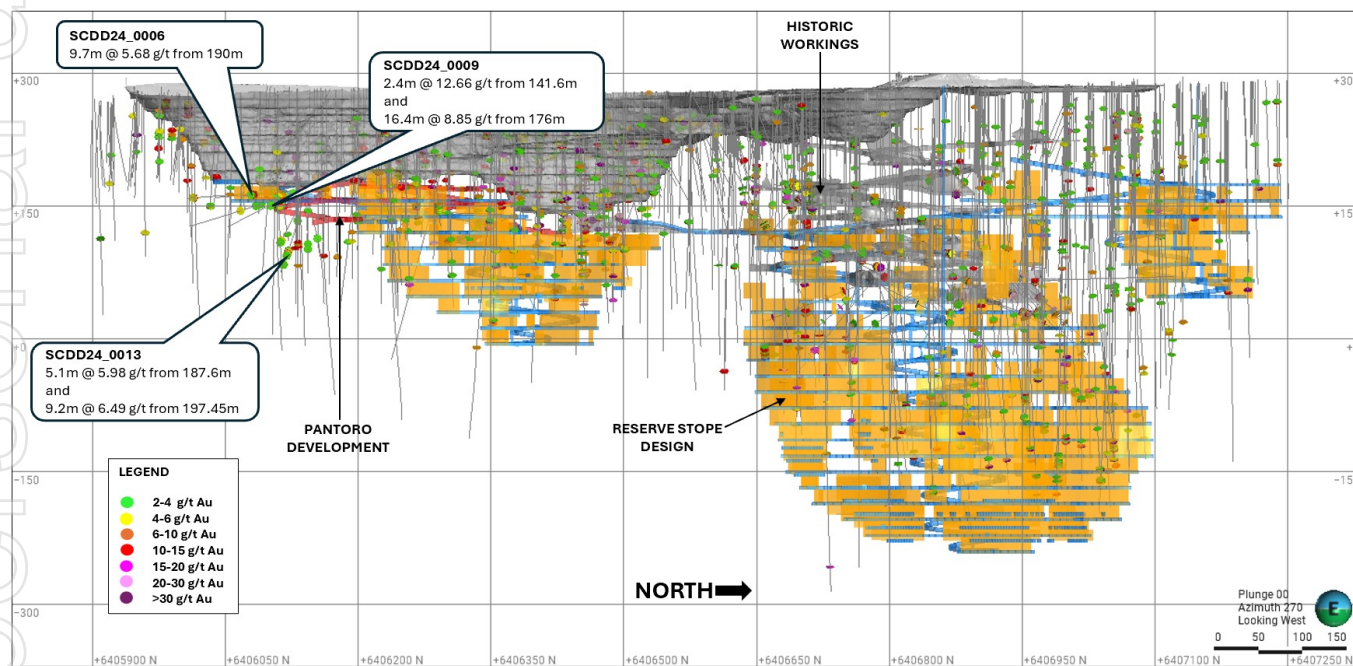 SCDD24_0006
9.7m @ 5.68 g/t from 190m
SCDD24_0009
2.4m @ 12.66 g/t from 141.6m
and
16.4m @ 8.85 g/t from 176m
HISTORIC
WORKINGS
+300
+30
+150
+15
+0
+
SCDD24_0013
5.1m @ 5.98 g/t from 187.6m
and
9.2m @ 6.49 g/t from 197.45m
PANTORO
DEVELOPMENT
RESERVE STOPE
DESIGN
-150
-15
LEGEND
2-4 g/t Au
4-6 g/t Au
6-10 g/t Au
10-15 g/t Au
15-20 g/t Au
20-30 g/t Au
>30 g/t Au
NORTH
-300
Plunge 00
Azimuth 270
Looking West
E
0 50 100 150
+6405900 N
+6406050 N
+6406200 N
+6406350 N
+6406500 N
+6406650 N
+6406800 N
+6406950 N
+6407100 N
+6407250 N